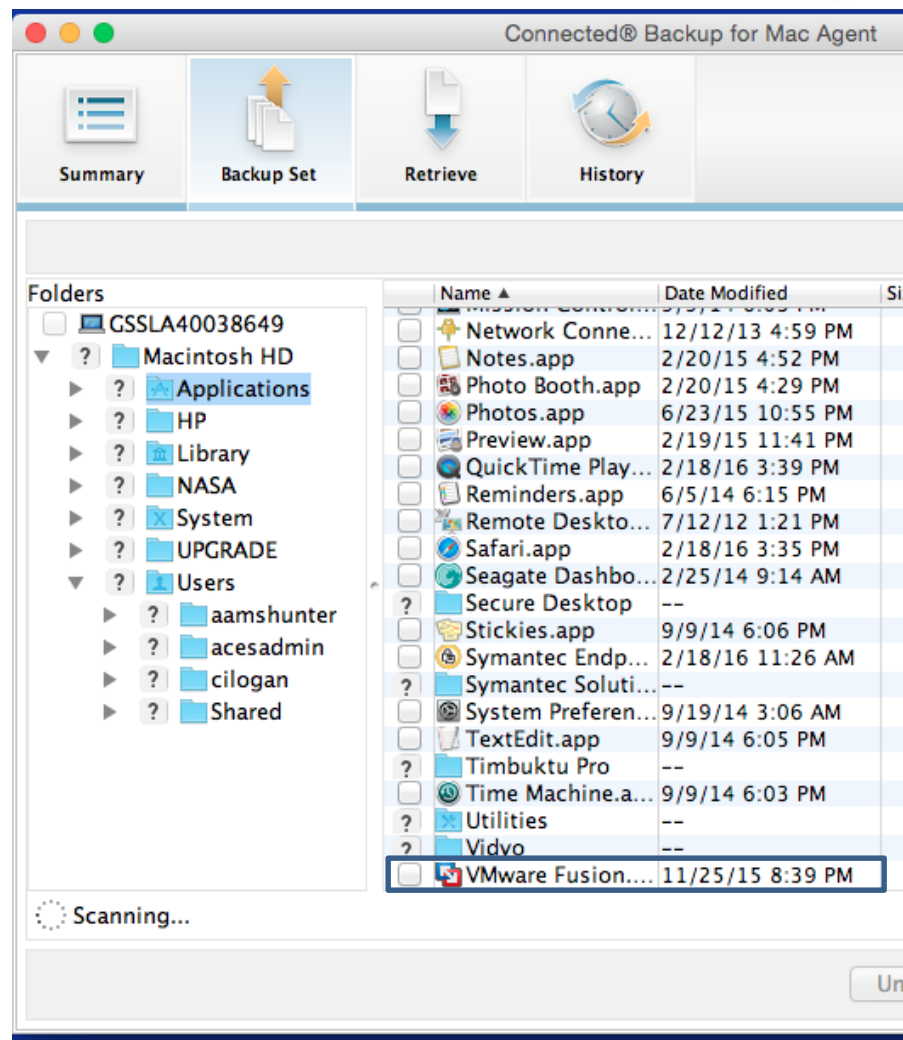 Connected® Backup for Mac Agent
Summary
Backup Set
Retrieve
History
Folders
GSSLA40038649
? Macintosh HD
? Applications
? HP
? Library
? NASA
? System
? UPGRADE
? Users
? aamshunter
? acesadmin
? cilogan
? Shared
Name Date Modified Si
Network Conne... 12/12/13 4:59 PM
Notes.app 2/20/15 4:52 PM
Photo Booth.app 2/20/15 4:29 PM
Photos.app 6/23/15 10:55 PM
Preview.app 2/19/15 11:41 PM
QuickTime Play... 2/18/16 3:39 PM
Reminders.app 6/5/14 6:15 PM
Remote Deskto... 7/12/12 1:21 PM
Safari.app 2/18/16 3:35 PM
Seagate Dashbo... 2/25/14 9:14 AM
? Secure Desktop --
Stickies.app 9/9/14 6:06 PM
Symantec Endp... 2/18/16 11:26 AM
? Symantec Soluti... --
System Preferen... 9/19/14 3:06 AM
TextEdit.app 9/9/14 6:05 PM
? Timbuktu Pro --
Time Machine.a... 9/9/14 6:03 PM
? Utilities --
? Vidyo --
VMware Fusion.... 11/25/15 8:39 PM
Scanning...
Un